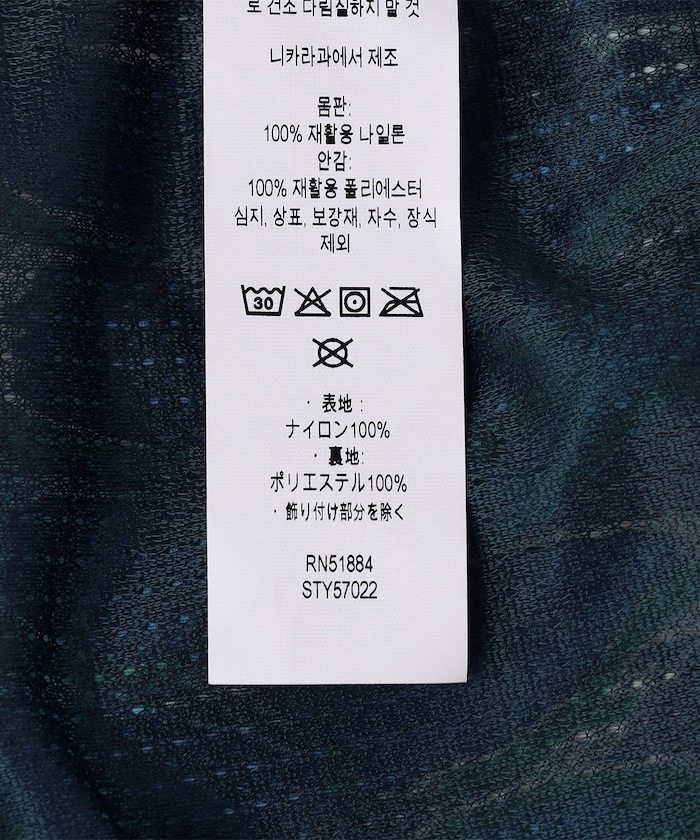 로 건조 다림질하지 말 것
니카라과에서 제조
몸판:
100% 재활용 나일론
안감:
100% 재활용 폴리에스터
심지, 상표, 보강재, 자수, 장식
제외
30
・ 表地 :
ナイロン100%
・ 裏地:
ポリエステル100%
・飾り付け部分を除く
RN51884
STY57022